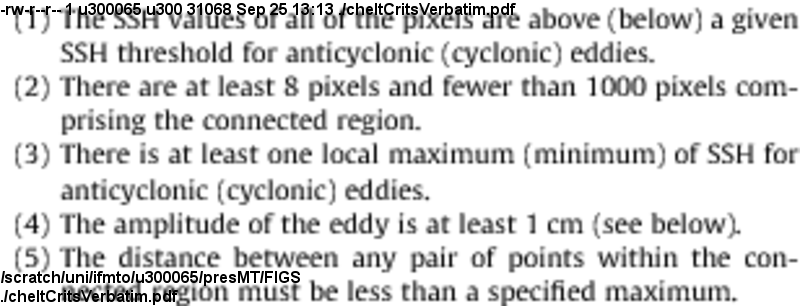 -rw-r--r-- 1 u300065 u300 31068 Sep 25 13:13 ./cheltCritsVerbatim.pdf
(1) The SSH values of all of the pixels are above (below) a given
SSH threshold for anticyclonic (cyclonic) eddies.
(2) There are at least 8 pixels and fewer than 1000 pixels com-
prising the connected region.
(3) There is at least one local maximum (minimum) of SSH for
anticyclonic (cyclonic) eddies.
(4) The amplitude of the eddy is at least 1 cm (see below).
(5) The distance between any pair of points within the con-
/scratch/uni/ifmto/u300065/presMT/FIGS
nected region must be less than a specified maximum.
./cheltCritsVerbatim.pdf